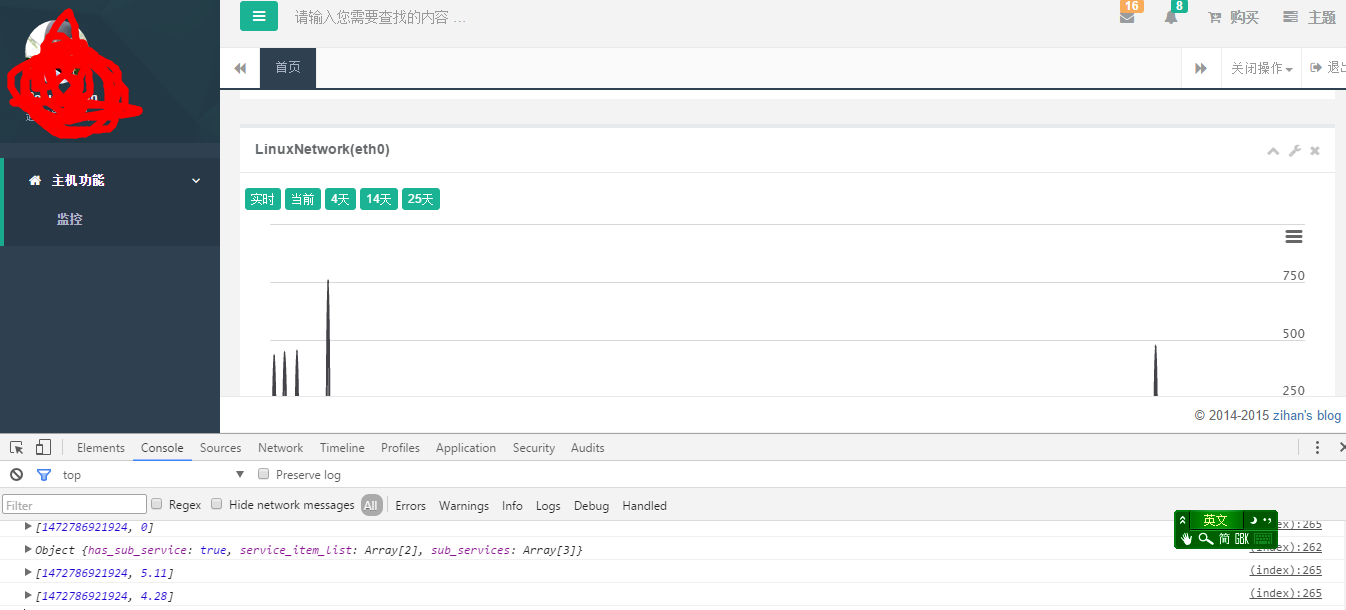 请输入您需要查找的内容 …
16
8
购买
主题
首页
关闭操作
退出
主机功能
监控
LinuxNetwork(eth0)
实时 当前 4天 14天 25天
750
500
250
© 2014-2015 zihan's blog
Elements Console Sources Network Timeline Profiles Application Security Audits
top
Preserve log
Filter
Regex
Hide network messages
All Errors Warnings Info Logs Debug Handled
[1472786921924, 0]
(index):265
Object {has_sub_service: true, service_item_list: Array[2], sub_services: Array[3]}
(index):262
[1472786921924, 5.11]
(index):265
[1472786921924, 4.28]
(index):265
英文
简